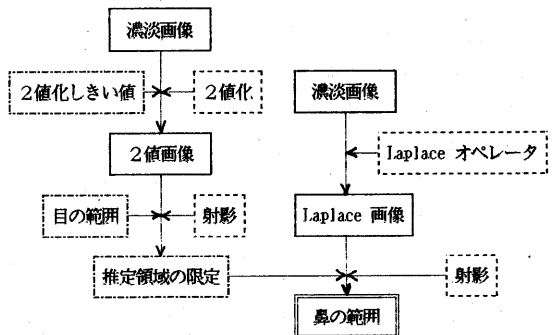 濃淡画像
2値化しきい値
2値化
濃淡画像
Laplace オペレータ
2値画像
目の範囲
射影
Laplace 画像
推定領域の限定
射影
鼻の範囲